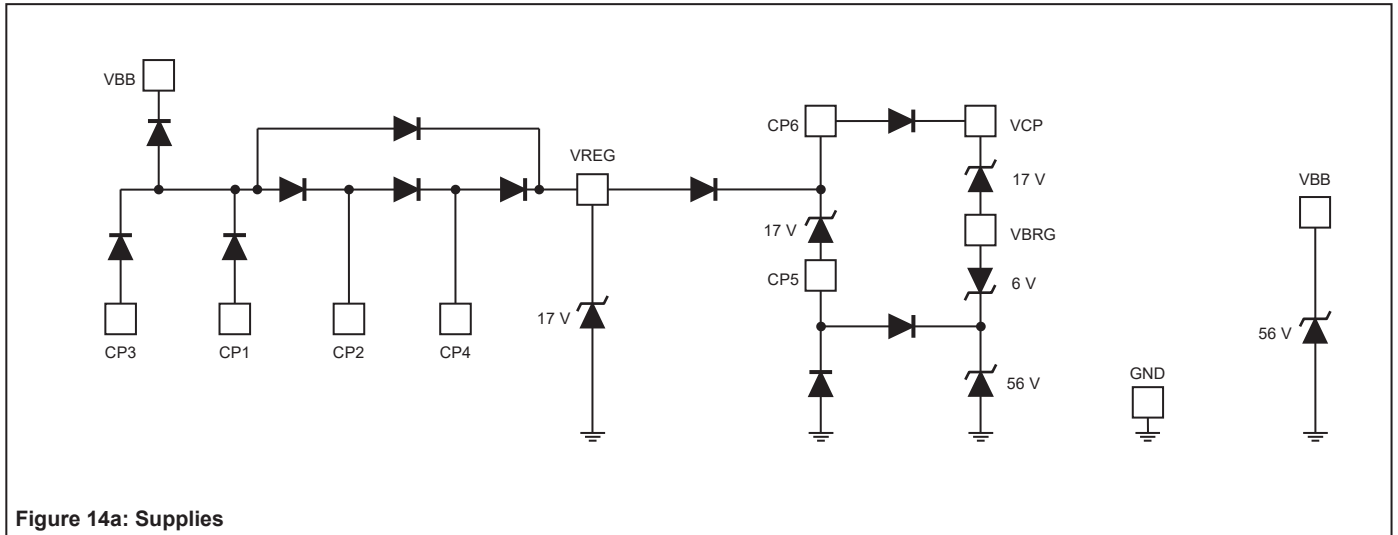 VBB
CP6
VCP
VREG
17 V
VBB
17 V
VBRG
CP5
6 V
17 V
56 V
CP3
CP1
CP2
CP4
56 V
GND
Figure 14a: Supplies